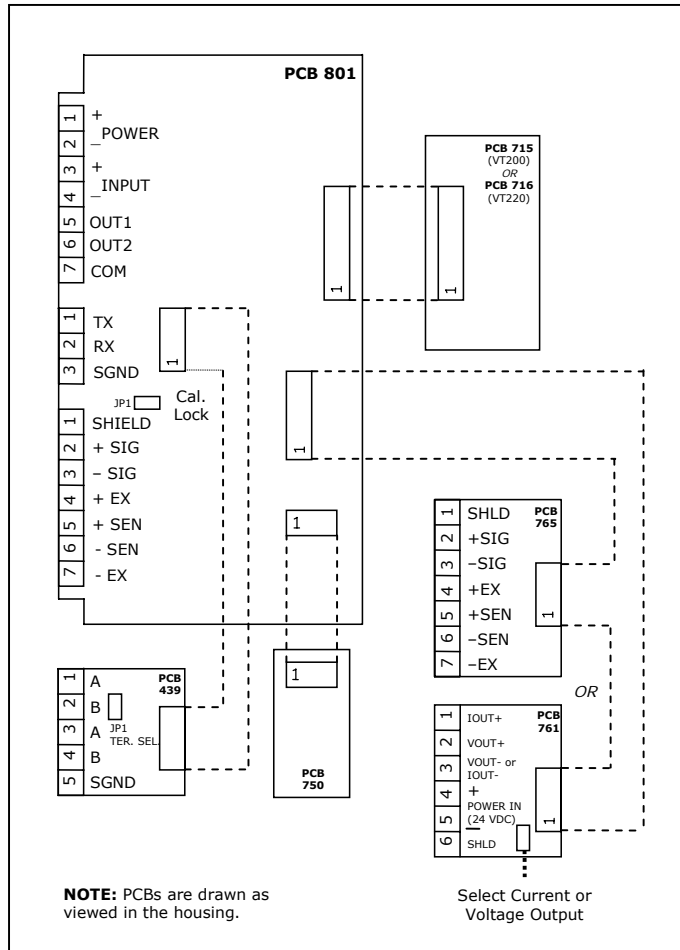 PCB 801
1 +
POWER
2 –
3 +
INPUT
4 –
5 OUT1
6 OUT2
7 COM
1 TX
2 RX
3 SGND
1
Cal.
Lock
JP1
1 SHIELD
2 + SIG
3 – SIG
4 + EX
5 + SEN
6 - SEN
7 - EX
1
1
1
PCB 715
(VT200)
OR
PCB 716
(VT220)
1
PCB
765
1 SHLD
2 +SIG
3 –SIG
4 +EX
5 +SEN
6 –SEN
7 –EX
1
OR
PCB
439
1 A
2 B
3 A
4 B
5 SGND
JP1
TER. SEL.
1
PCB
750
PCB
761
1 IOUT+
2 VOUT+
3 VOUT- or
IOUT-
4 +
POWER IN
(24 VDC)
5 –
6 SHLD
1
NOTE: PCBs are drawn as
viewed in the housing.
Select Current or
Voltage Output